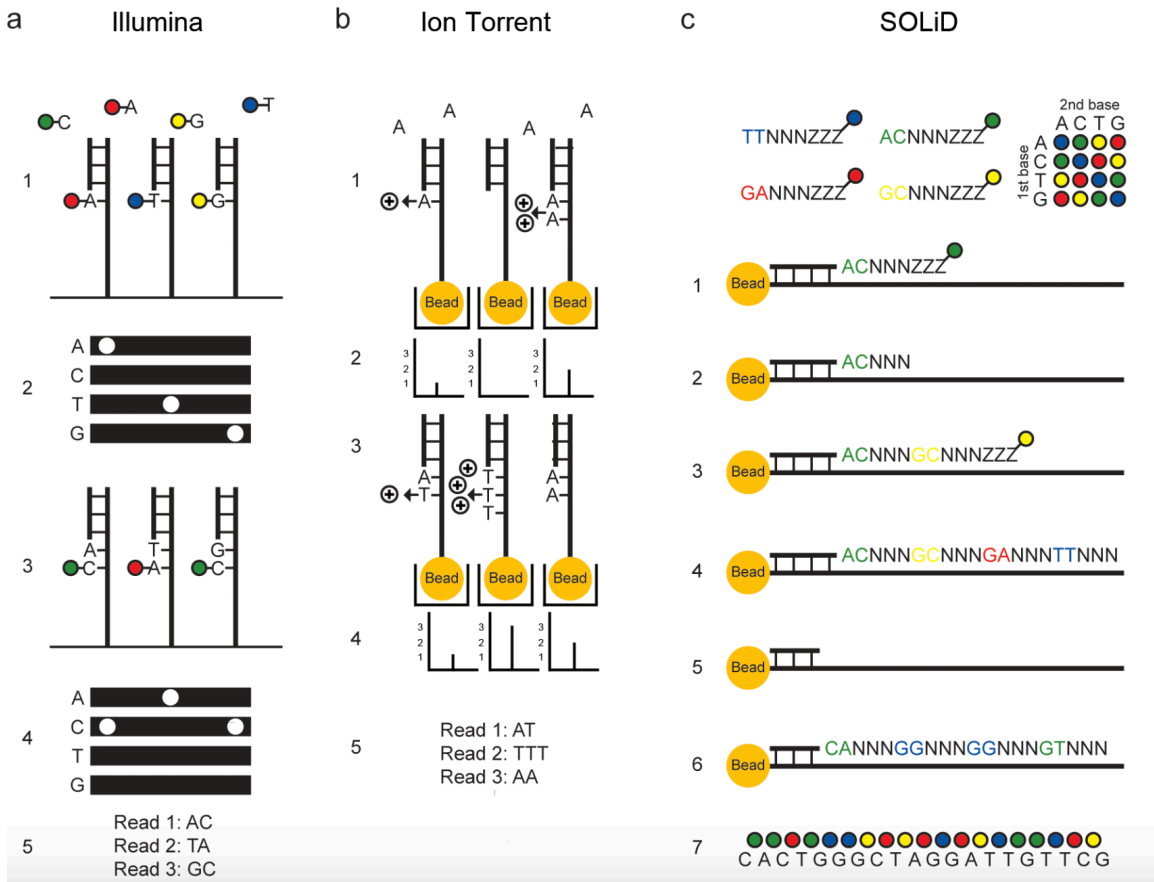 a Illumina
C A G T
1
A T G
2
A
C
T
G
3
A T G
C A C
4
A
C
T
G
5
Read 1: AC
Read 2: TA
Read 3: GC
b Ion Torrent
A A A A
1
A A
A
Bead Bead Bead
2
3 3 3
2 2 2
1 1 1
3
A T A
T T A
T
Bead Bead Bead
4
3 3 3
2 2 2
1 1 1
5
Read 1: AT
Read 2: TTT
Read 3: AA
c SOLiD
TTNNNZZZ ACNNNZZZ
GANNNZZZ GCNNNZZZ
2nd base
A C T G
1st base
A
C
T
G
1 Bead ACNNNZZZ
2 Bead ACNNN
3 Bead ACNNNGCNNNZZZ
4 Bead ACNNNGCNNNGANNNTTNNN
5 Bead
6 Bead CANNNGGNNNGGNNNGTNNN
7
C A C T G G G C T A G G A T T G T T C G